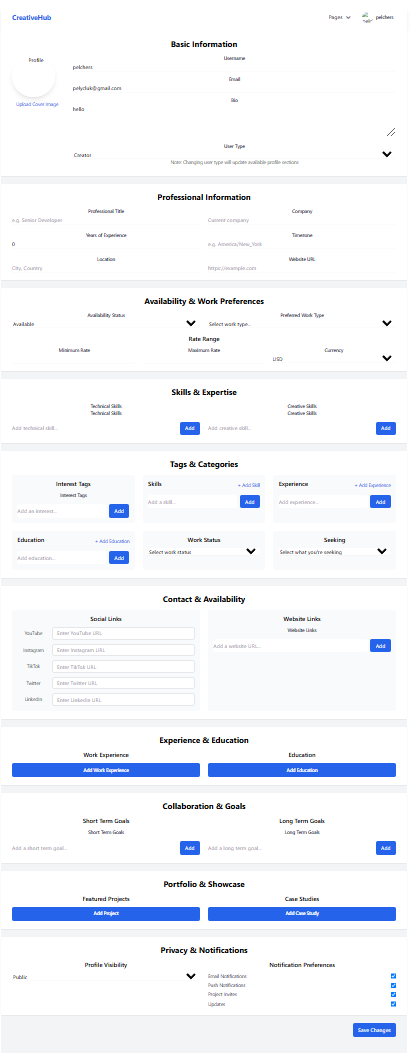 CreativeHub
Pages
pelchers
Basic Information
Profile
Upload Cover Image
Username
pelchers
Email
pelycluk@gmail.com
Bio
hello
User Type
Creator
Note: Changing user type will update available profile sections
Professional Information
Professional Title
Company
e.g. Senior Developer
Current company
Years of Experience
Timezone
0
e.g. America/New_York
Location
Website URL
City, Country
https://example.com
Availability & Work Preferences
Availability Status
Preferred Work Type
Available
Select work type...
Rate Range
Minimum Rate
Maximum Rate
Currency
USD
Skills & Expertise
Technical Skills
Creative Skills
Technical Skills
Creative Skills
Add technical skill...
Add
Add creative skill...
Add
Tags & Categories
Interest Tags
Interest Tags
Add an interest...
Add
Skills
+ Add Skill
Add a skill...
Add
Experience
+ Add Experience
Add experience...
Add
Education
+ Add Education
Add education...
Add
Work Status
Select work status
Seeking
Select what you're seeking
Contact & Availability
Social Links
YouTube
Enter YouTube URL
Instagram
Enter Instagram URL
TikTok
Enter TikTok URL
Twitter
Enter Twitter URL
LinkedIn
Enter LinkedIn URL
Website Links
Website Links
Add a website URL...
Add
Experience & Education
Work Experience
Education
Add Work Experience
Add Education
Collaboration & Goals
Short Term Goals
Long Term Goals
Short Term Goals
Long Term Goals
Add a short term goal...
Add
Add a long term goal...
Add
Portfolio & Showcase
Featured Projects
Case Studies
Add Project
Add Case Study
Privacy & Notifications
Profile Visibility
Notification Preferences
Public
Email Notifications
Push Notifications
Project Invites
Updates
Save Changes